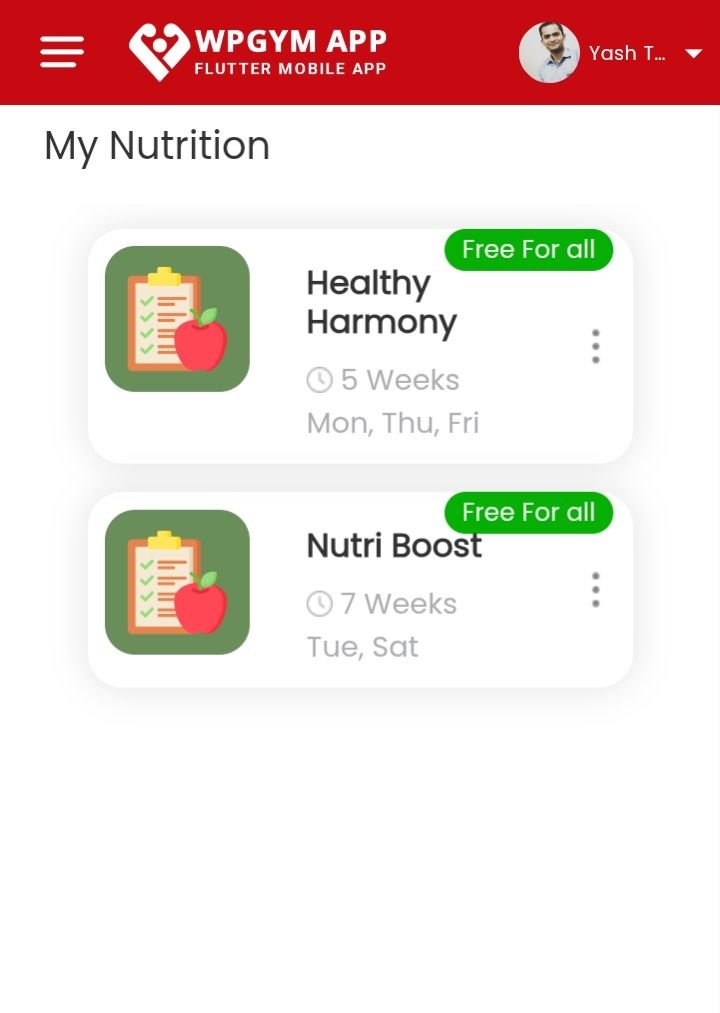 WPGYM APP
FLUTTER MOBILE APP
Yash T...
My Nutrition
Free For all
Healthy
Harmony
5 Weeks
Mon, Thu, Fri
Free For all
Nutri Boost
7 Weeks
Tue, Sat